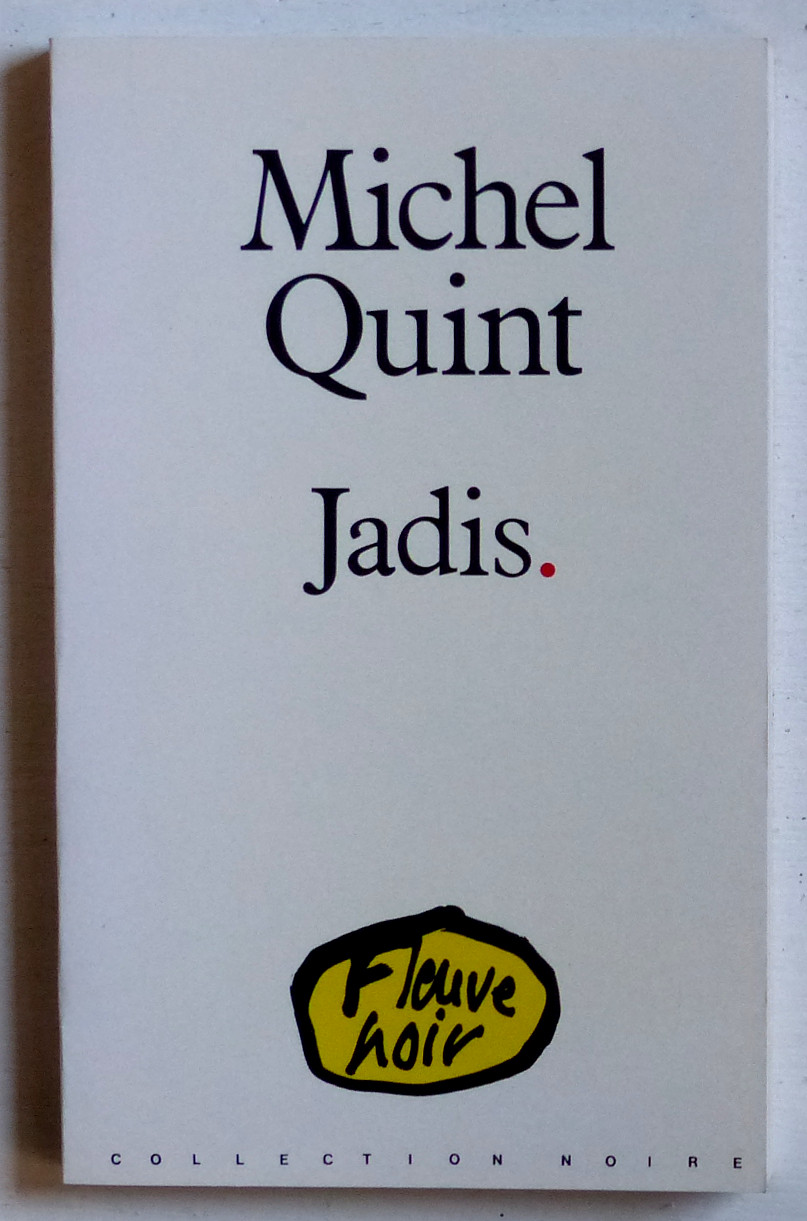 Michel
Quint
Jadis.
Fleuve
noir
COLLECTION NOIRE